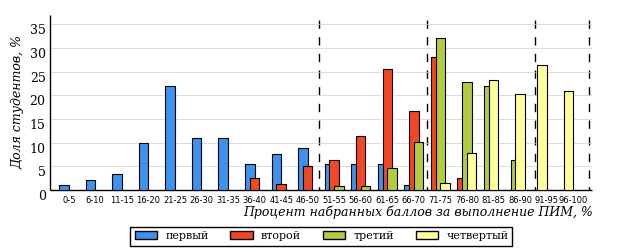 Доля студентов, %
35
30
25
20
15
10
5
0
0-5 6-10 11-15 16-20 21-25 26-30 31-35 36-40 41-45 46-50 51-55 56-60 61-65 66-70 71-75 76-80 81-85 86-90 91-95 96-100
Процент набранных баллов за выполнение ПИМ, %
первый второй третий четвертый